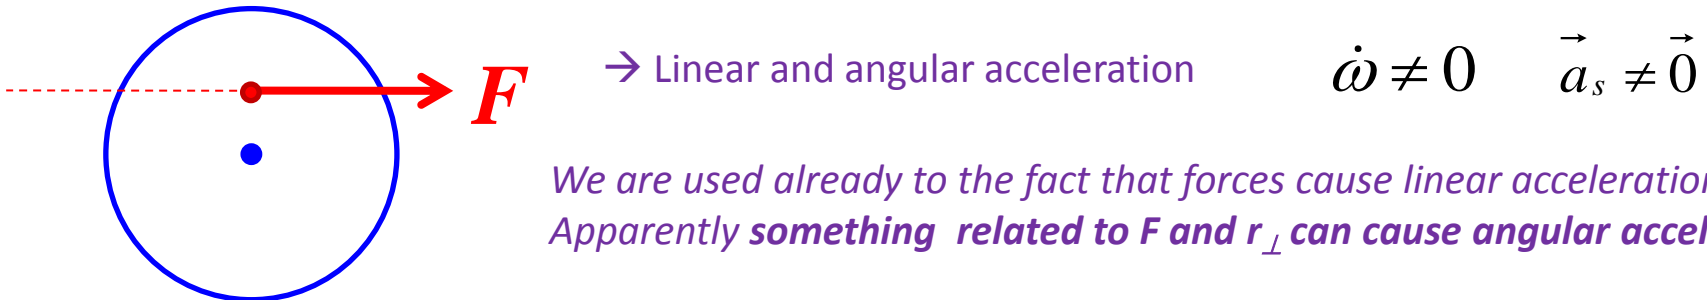 F
→ Linear and angular acceleration
ω̇ ≠ 0 a⃗ₛ ≠ 0⃗
We are used already to the fact that forces cause linear acceleration
Apparently something related to F and r⊥ can cause angular accel